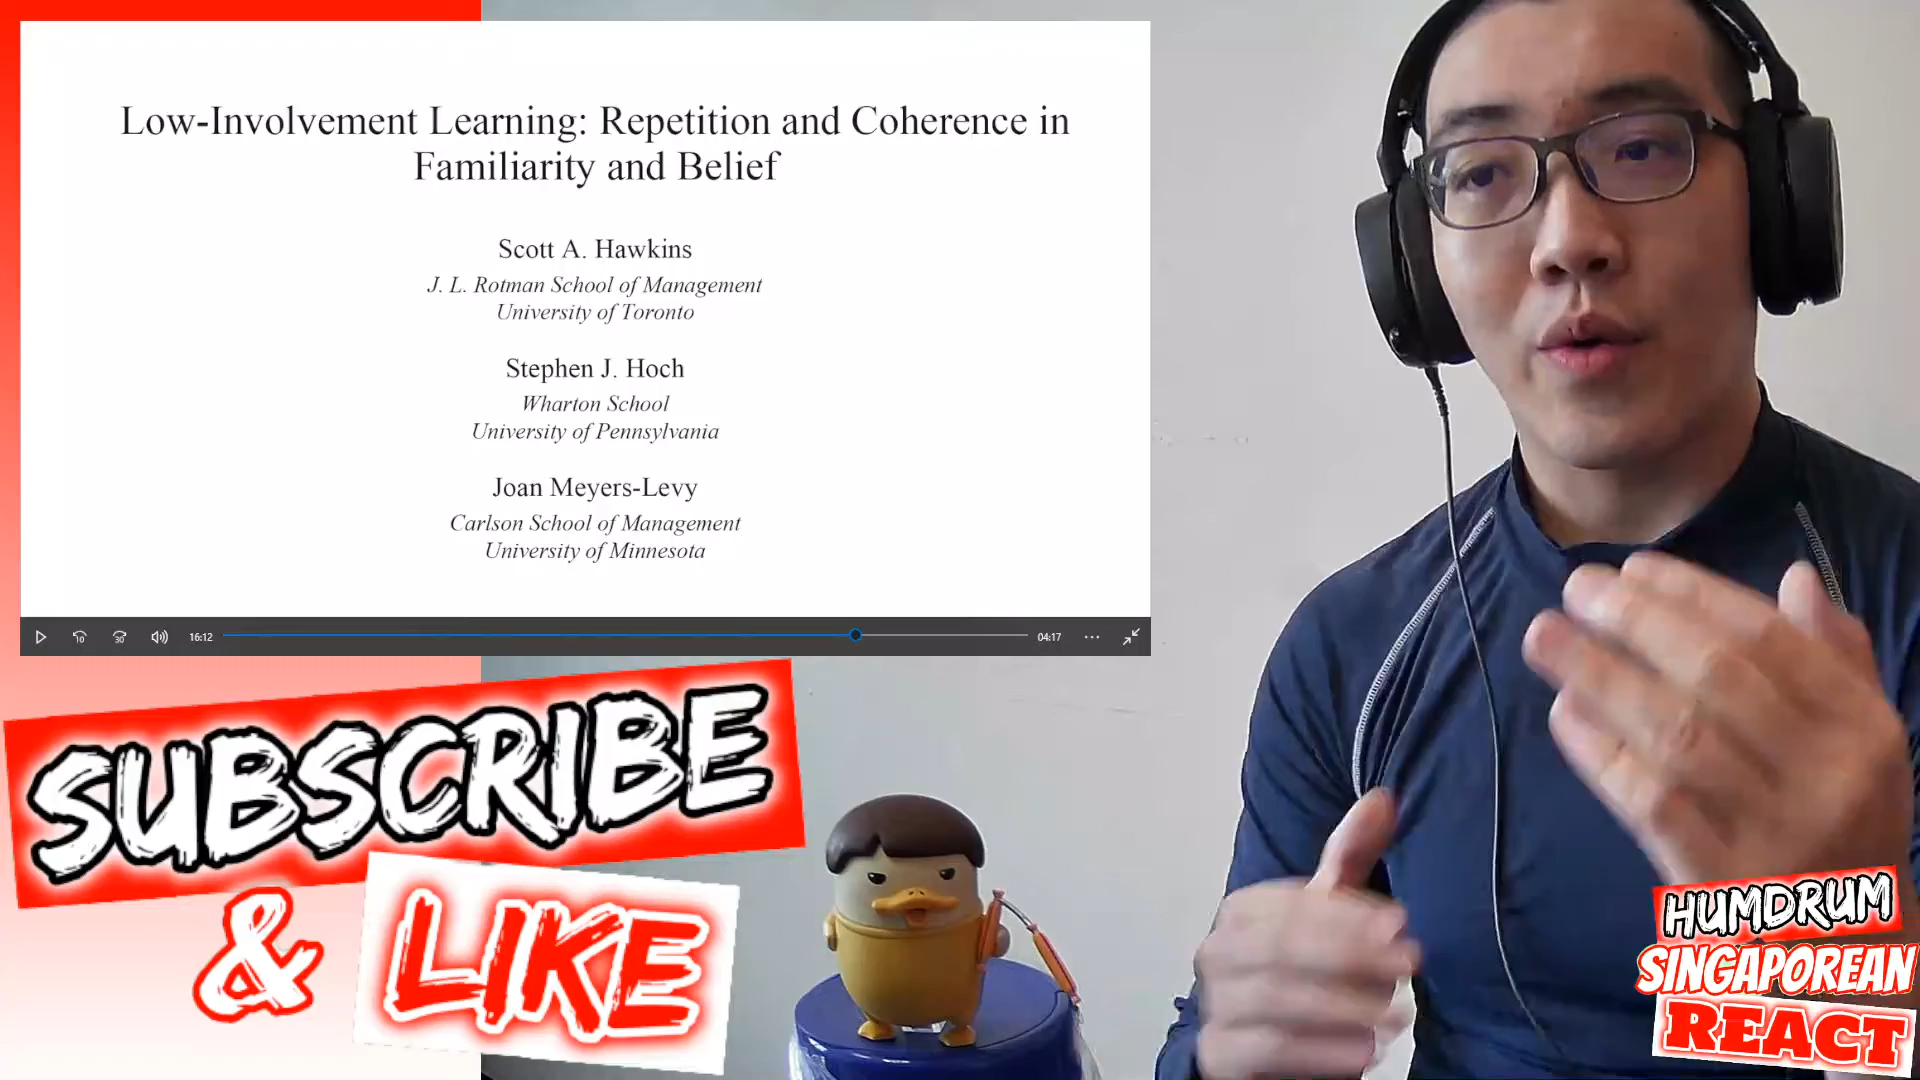 Low-Involvement Learning: Repetition and Coherence in
Familiarity and Belief
Scott A. Hawkins
J. L. Rotman School of Management
University of Toronto
Stephen J. Hoch
Wharton School
University of Pennsylvania
Joan Meyers-Levy
Carlson School of Management
University of Minnesota
10
30
16:12
04:17
SUBSCRIBE
& LIKE
HUMDRUM
SINGAPOREAN
REACT